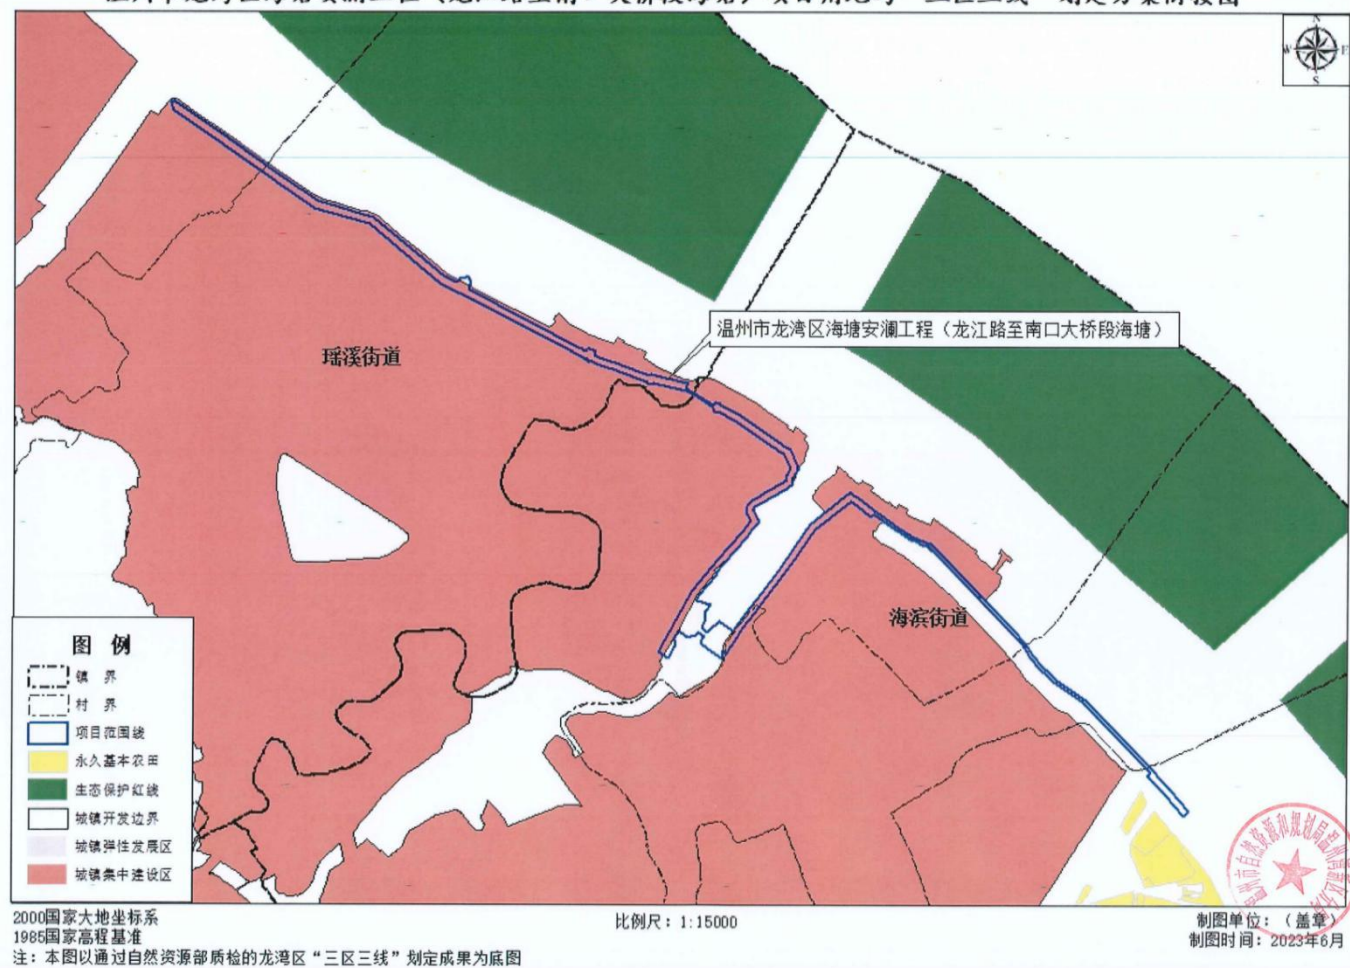 N
W
E
S
温州市龙湾区海塘安澜工程（龙江路至南口大桥段海塘）
瑶溪街道
海滨街道
图 例
镇 界
村 界
项目范围线
永久基本农田
生态保护红线
城镇开发边界
城镇弹性发展区
城镇集中建设区
2000国家大地坐标系
1985国家高程基准
注：本图以通过自然资源部质检的龙湾区“三区三线”划定成果为底图
比例尺：1:15000
制图单位：（盖章）
制图时间：2023年6月